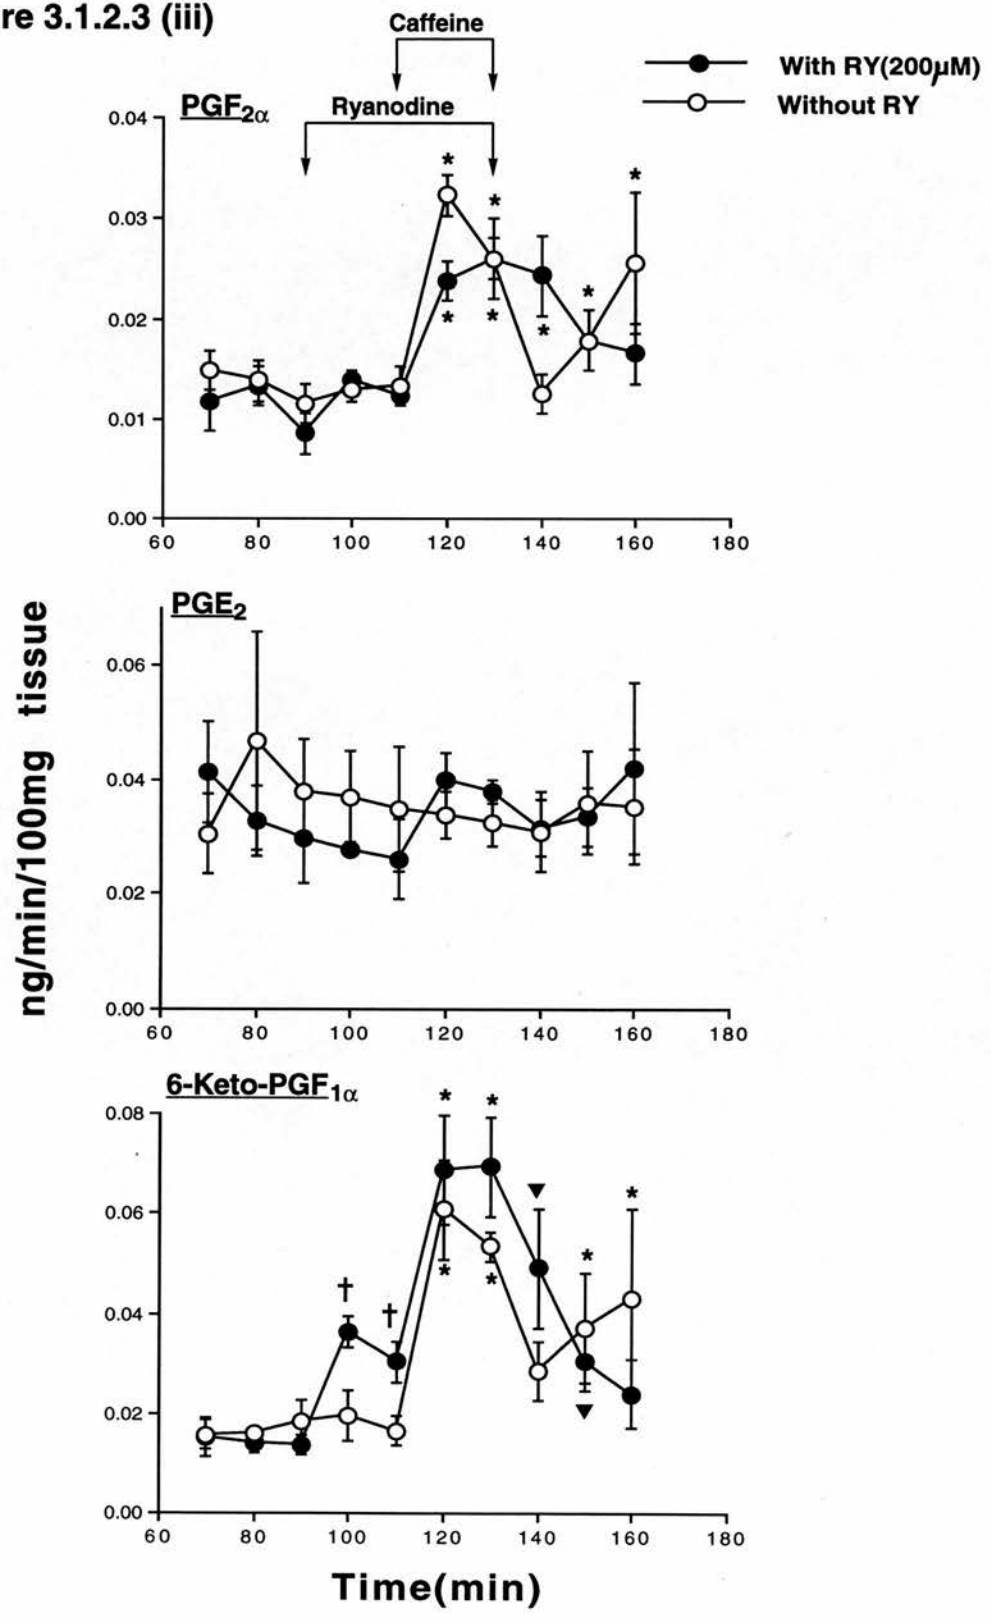 re 3.1.2.3 (iii)
Caffeine
With RY(200µM)
Without RY
PGF2α
Ryanodine
0.04
0.03
0.02
0.01
0.00
* * * * * * * *
60 80 100 120 140 160 180
PGE2
0.06
0.04
0.02
0.00
60 80 100 120 140 160 180
6-Keto-PGF1α
0.08
0.06
0.04
0.02
0.00
* * ▼ * † † * * * ▼
60 80 100 120 140 160 180
ng/min/100mg tissue
Time(min)